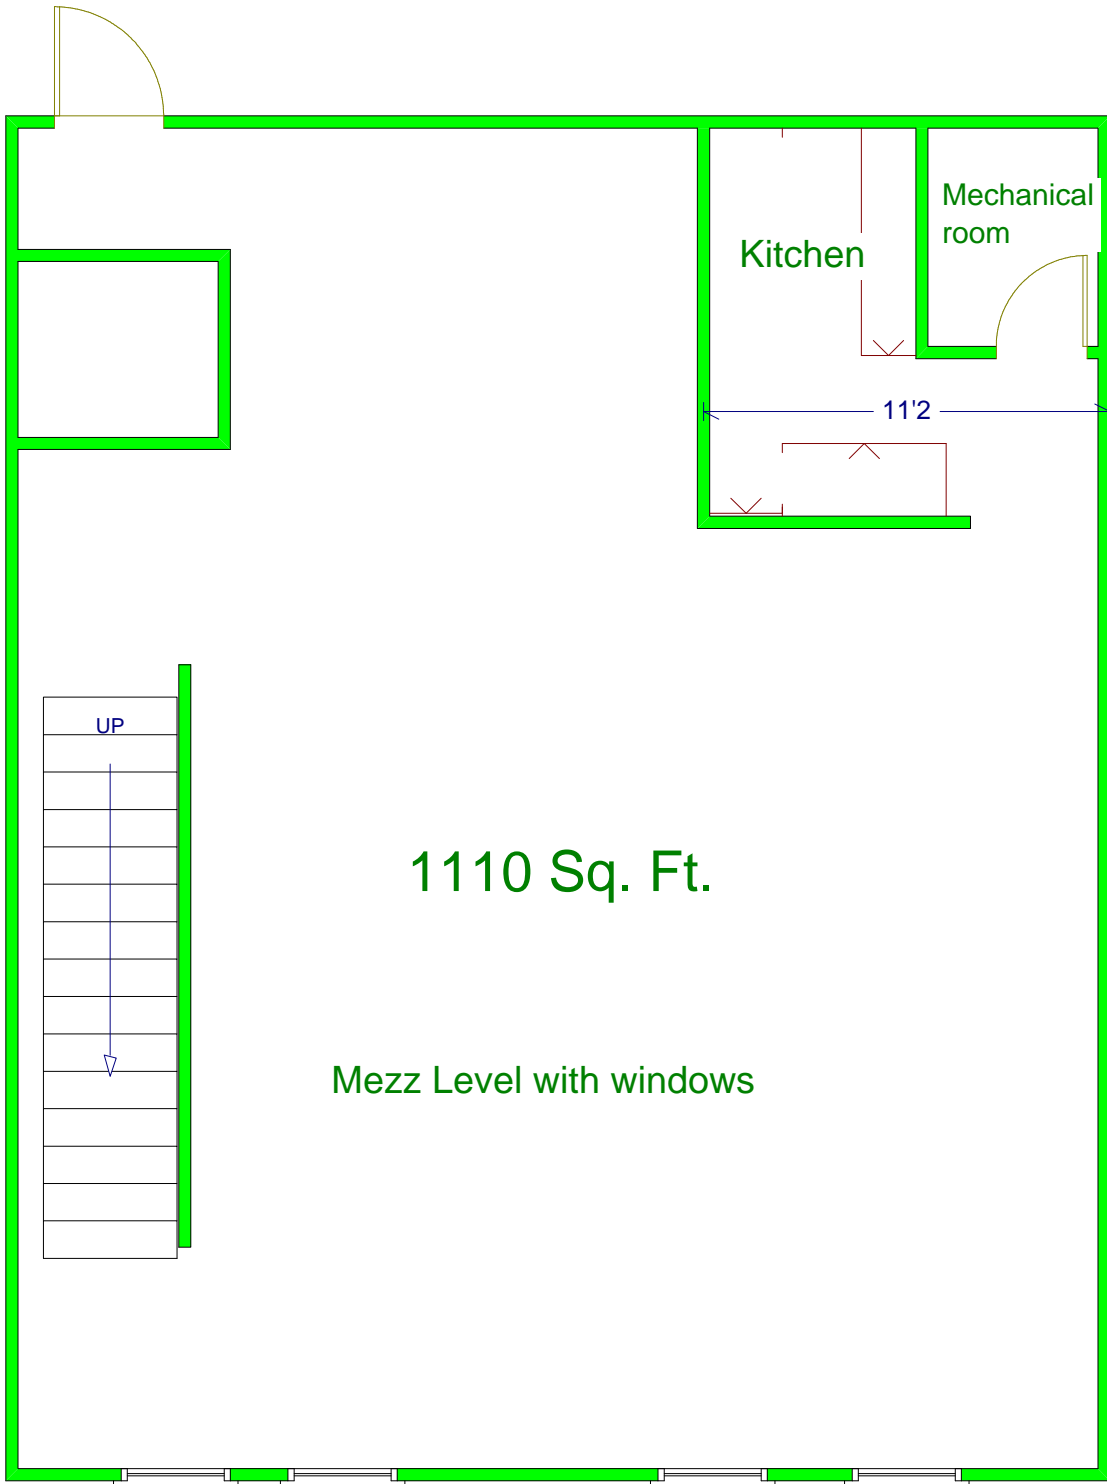 Mechanical
room
Kitchen
11'2
UP
1110 Sq. Ft.
Mezz Level with windows